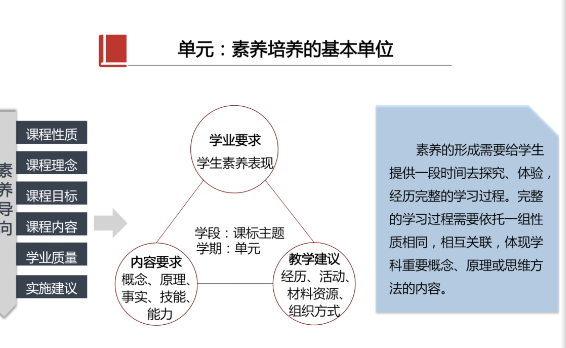 单元：素养培养的基本单位
素养导向
课程性质
课程理念
课程目标
课程内容
学业质量
实施建议
学业要求
学生素养表现
学段：课标主题
学期：单元
内容要求
概念、原理、
事实、技能、
能力
教学建议
经历、活动、
材料资源、
组织方式
素养的形成需要给学生
提供一段时间去探究、体验，
经历完整的学习过程。完整
的学习过程需要依托一组性
质相同，相互关联，体现学
科重要概念、原理或思维方
法的内容。